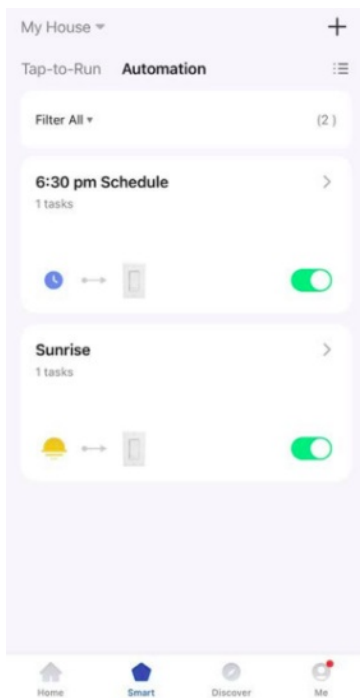 My House
Tap-to-Run Automation
Filter All
(2)
6:30 pm Schedule
1 tasks
Sunrise
1 tasks
Home Smart Discover Me